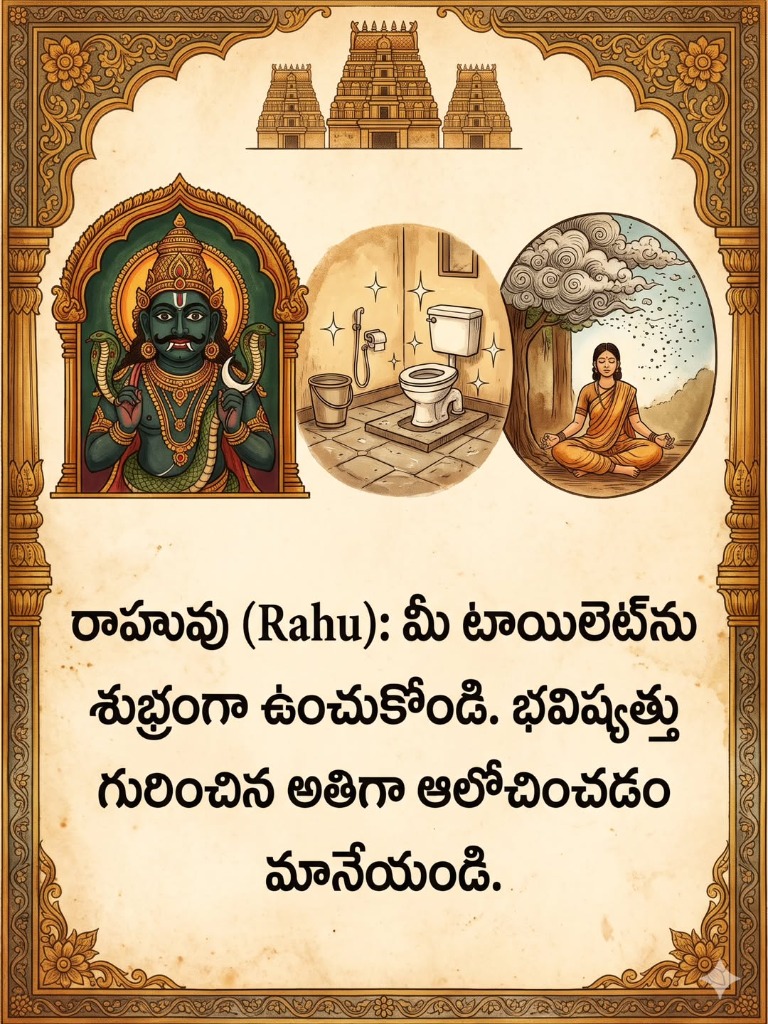 రాహువు (Rahu): మీ టాయిలెట్‌ను
శుభ్రంగా ఉంచుకోండి. భవిష్యత్తు
గురించిన అతిగా ఆలోచించడం
మానేయండి.